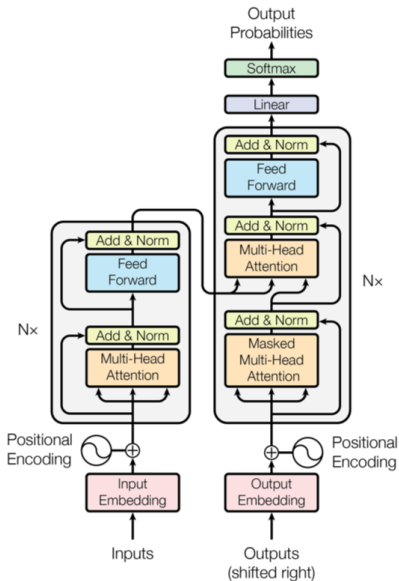 Output
Probabilities
Softmax
Linear
Add & Norm
Feed
Forward
Add & Norm
Multi-Head
Attention
Add & Norm
Masked
Multi-Head
Attention
N×
Add & Norm
Feed
Forward
Add & Norm
Multi-Head
Attention
N×
Positional
Encoding
Positional
Encoding
Input
Embedding
Output
Embedding
Inputs
Outputs
(shifted right)